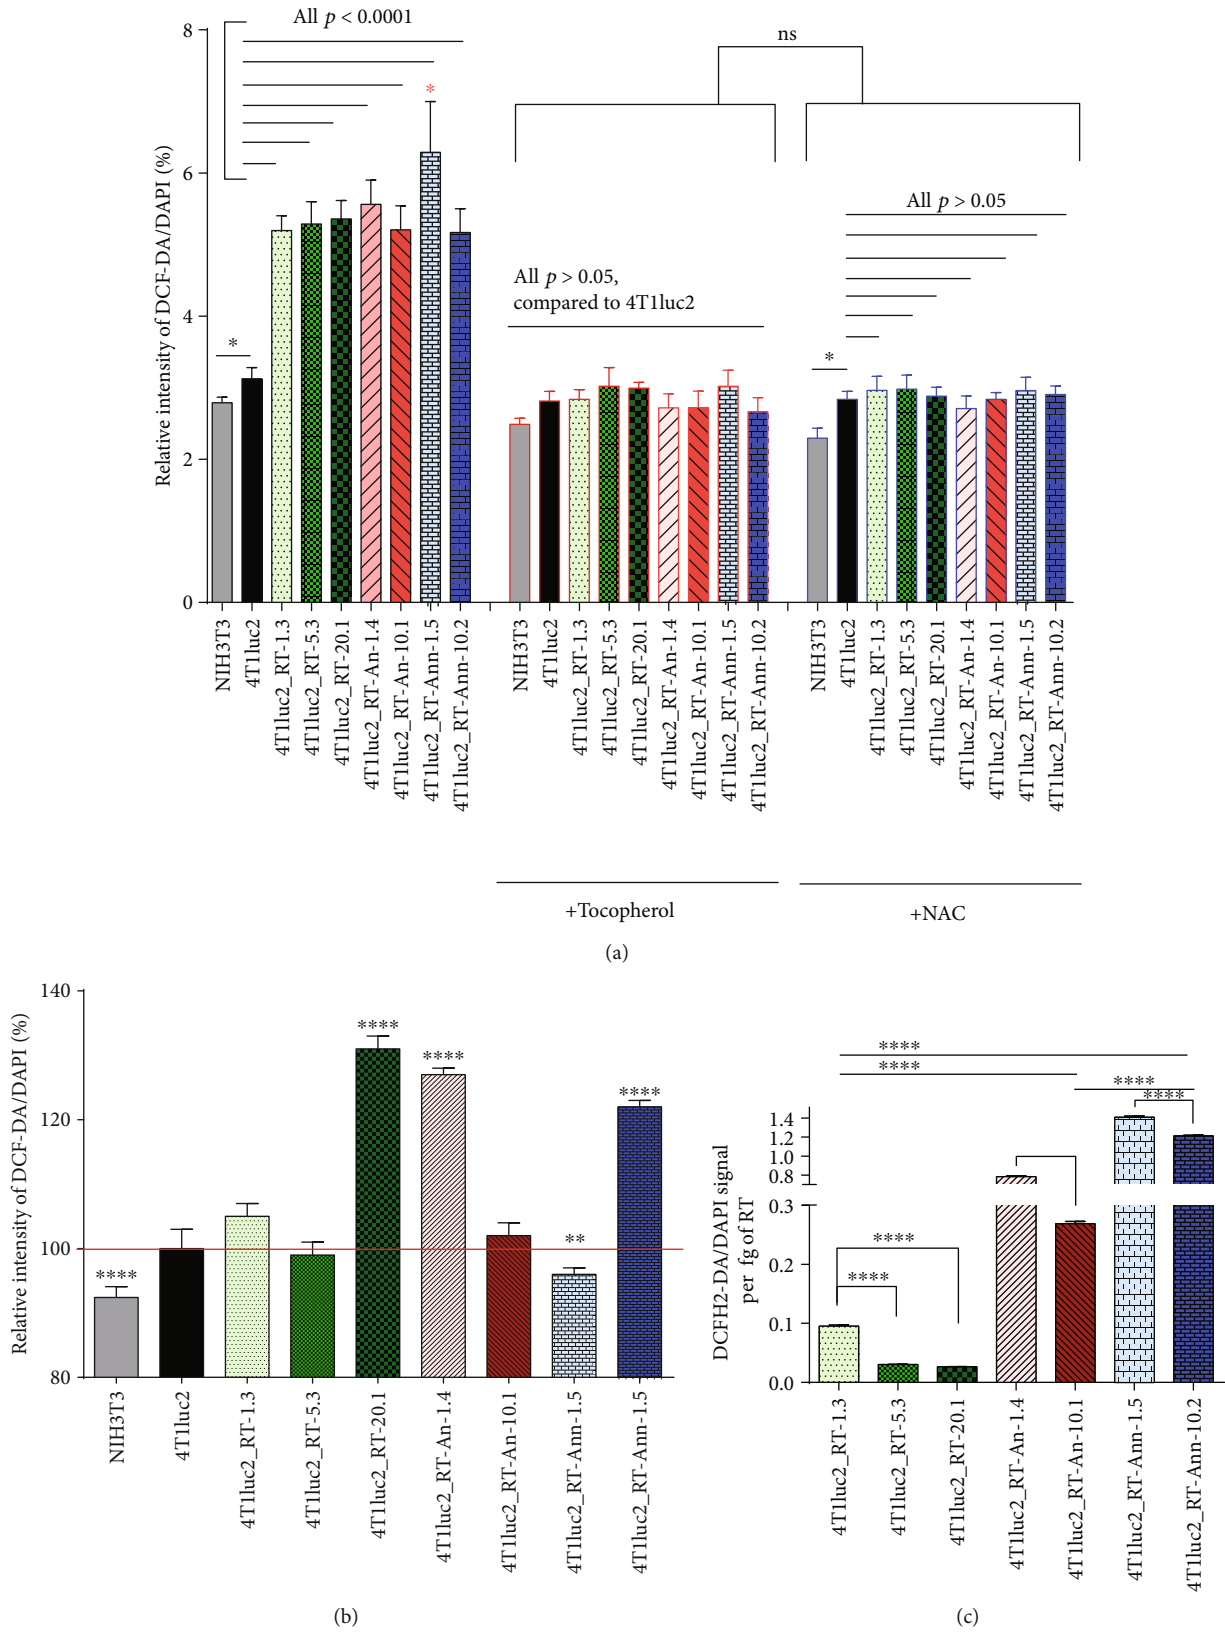 All p < 0.0001
ns
*
*
All p > 0.05,
compared to 4T1luc2
All p > 0.05
*
Relative intensity of DCF-DA/DAPI (%)
8
6
4
2
0
NIH3T3
4T1luc2
4T1luc2_RT-1.3
4T1luc2_RT-5.3
4T1luc2_RT-20.1
4T1luc2_RT-An-1.4
4T1luc2_RT-An-10.1
4T1luc2_RT-Ann-1.5
4T1luc2_RT-Ann-10.2
NIH3T3
4T1luc2
4T1luc2_RT-1.3
4T1luc2_RT-5.3
4T1luc2_RT-20.1
4T1luc2_RT-An-1.4
4T1luc2_RT-An-10.1
4T1luc2_RT-Ann-1.5
4T1luc2_RT-Ann-10.2
NIH3T3
4T1luc2
4T1luc2_RT-1.3
4T1luc2_RT-5.3
4T1luc2_RT-20.1
4T1luc2_RT-An-1.4
4T1luc2_RT-An-10.1
4T1luc2_RT-Ann-1.5
4T1luc2_RT-Ann-10.2
+Tocopherol
+NAC
(a)
Relative intensity of DCF-DA/DAPI (%)
140
120
100
80
****
****
****
**
****
NIH3T3
4T1luc2
4T1luc2_RT-1.3
4T1luc2_RT-5.3
4T1luc2_RT-20.1
4T1luc2_RT-An-1.4
4T1luc2_RT-An-10.1
4T1luc2_RT-Ann-1.5
4T1luc2_RT-Ann-1.5
(b)
DCFH2-DA/DAPI signal
per fg of RT
1.4
1.2
1.0
0.8
0.3
0.2
0.1
0.0
****
****
****
****
****
****
4T1luc2_RT-1.3
4T1luc2_RT-5.3
4T1luc2_RT-20.1
4T1luc2_RT-An-1.4
4T1luc2_RT-An-10.1
4T1luc2_RT-Ann-1.5
4T1luc2_RT-Ann-10.2
(c)